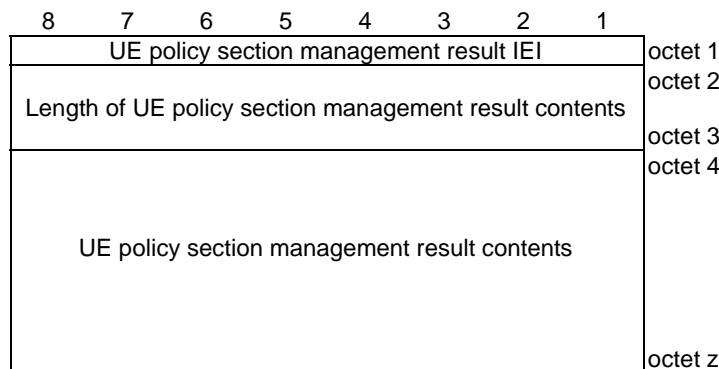 8 7 6 5 4 3 2 1
UE policy section management result IEI octet 1
octet 2
Length of UE policy section management result contents
octet 3
octet 4
UE policy section management result contents
octet z